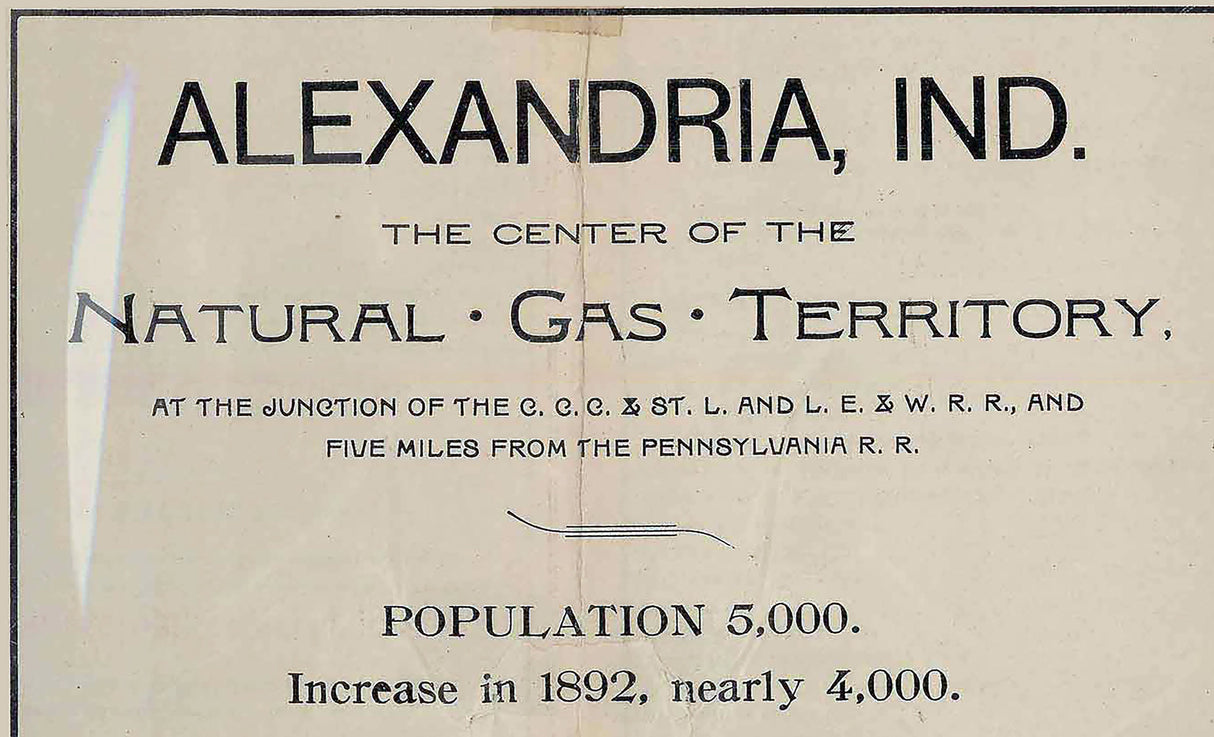 ALEXANDRIA, IND.
THE CENTER OF THE
NATURAL · GAS · TERRITORY,
AT THE JUNCTION OF THE C. C. C. & ST. L. AND L. E. & W. R. R., AND
FIVE MILES FROM THE PENNSYLVANIA R. R.
POPULATION 5,000.
Increase in 1892, nearly 4,000.